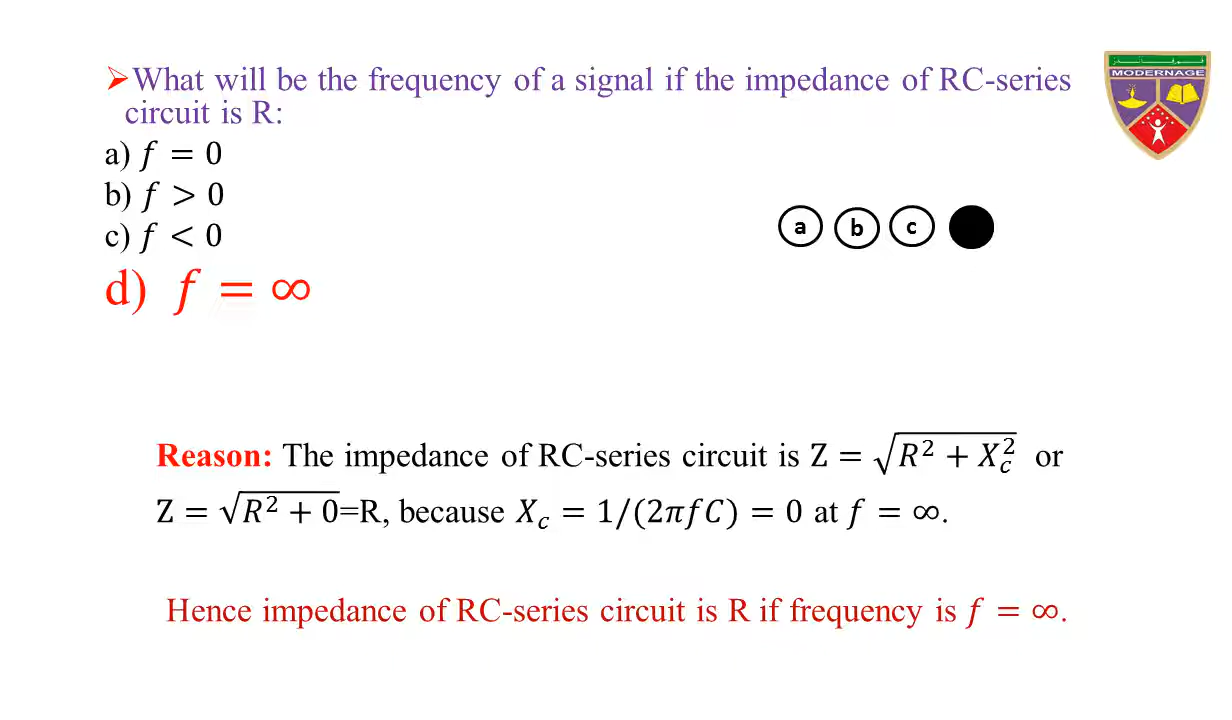 ➢What will be the frequency of a signal if the impedance of RC-series
circuit is R:
a) f = 0
b) f > 0
c) f < 0
d) f = ∞
a b c
MODERNAGE
Reason: The impedance of RC-series circuit is Z = √(R² + X_c²) or
Z = √(R² + 0)=R, because X_c = 1/(2πfC) = 0 at f = ∞.
Hence impedance of RC-series circuit is R if frequency is f = ∞.